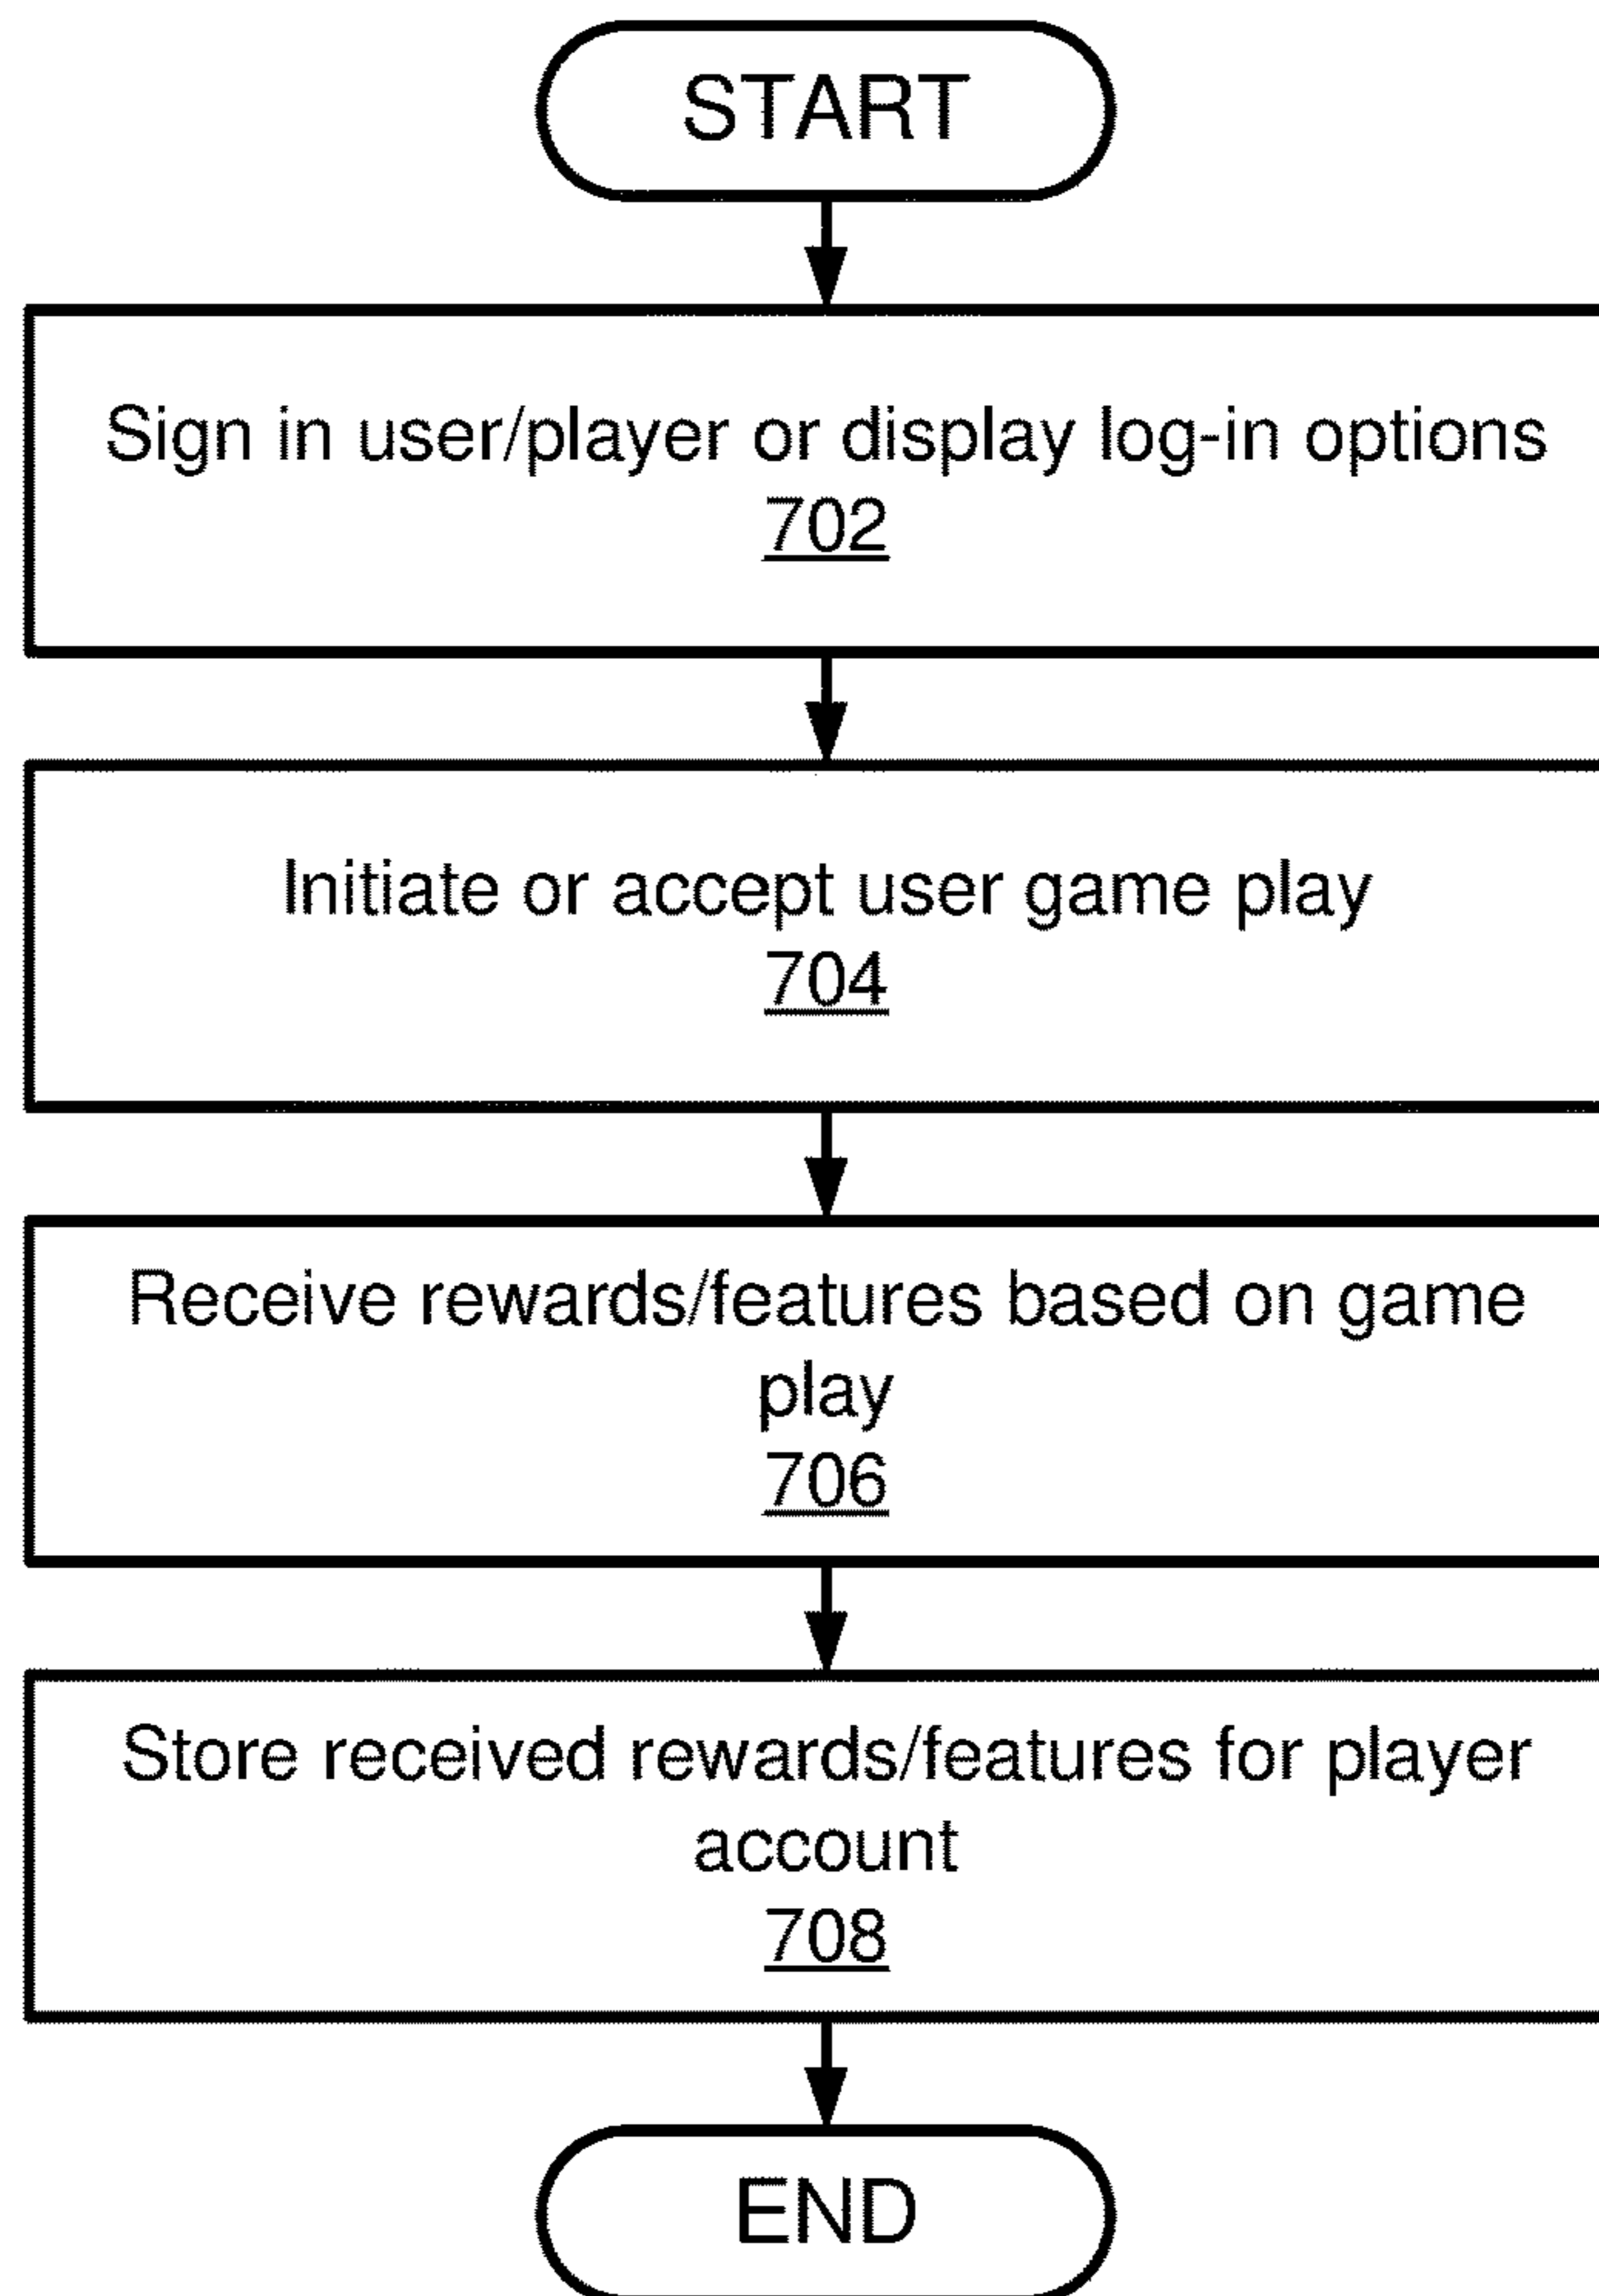 START
Sign in user/player or display log-in options
702
Initiate or accept user game play
704
Receive rewards/features based on game
play
706
Store received rewards/features for player
account
708
END